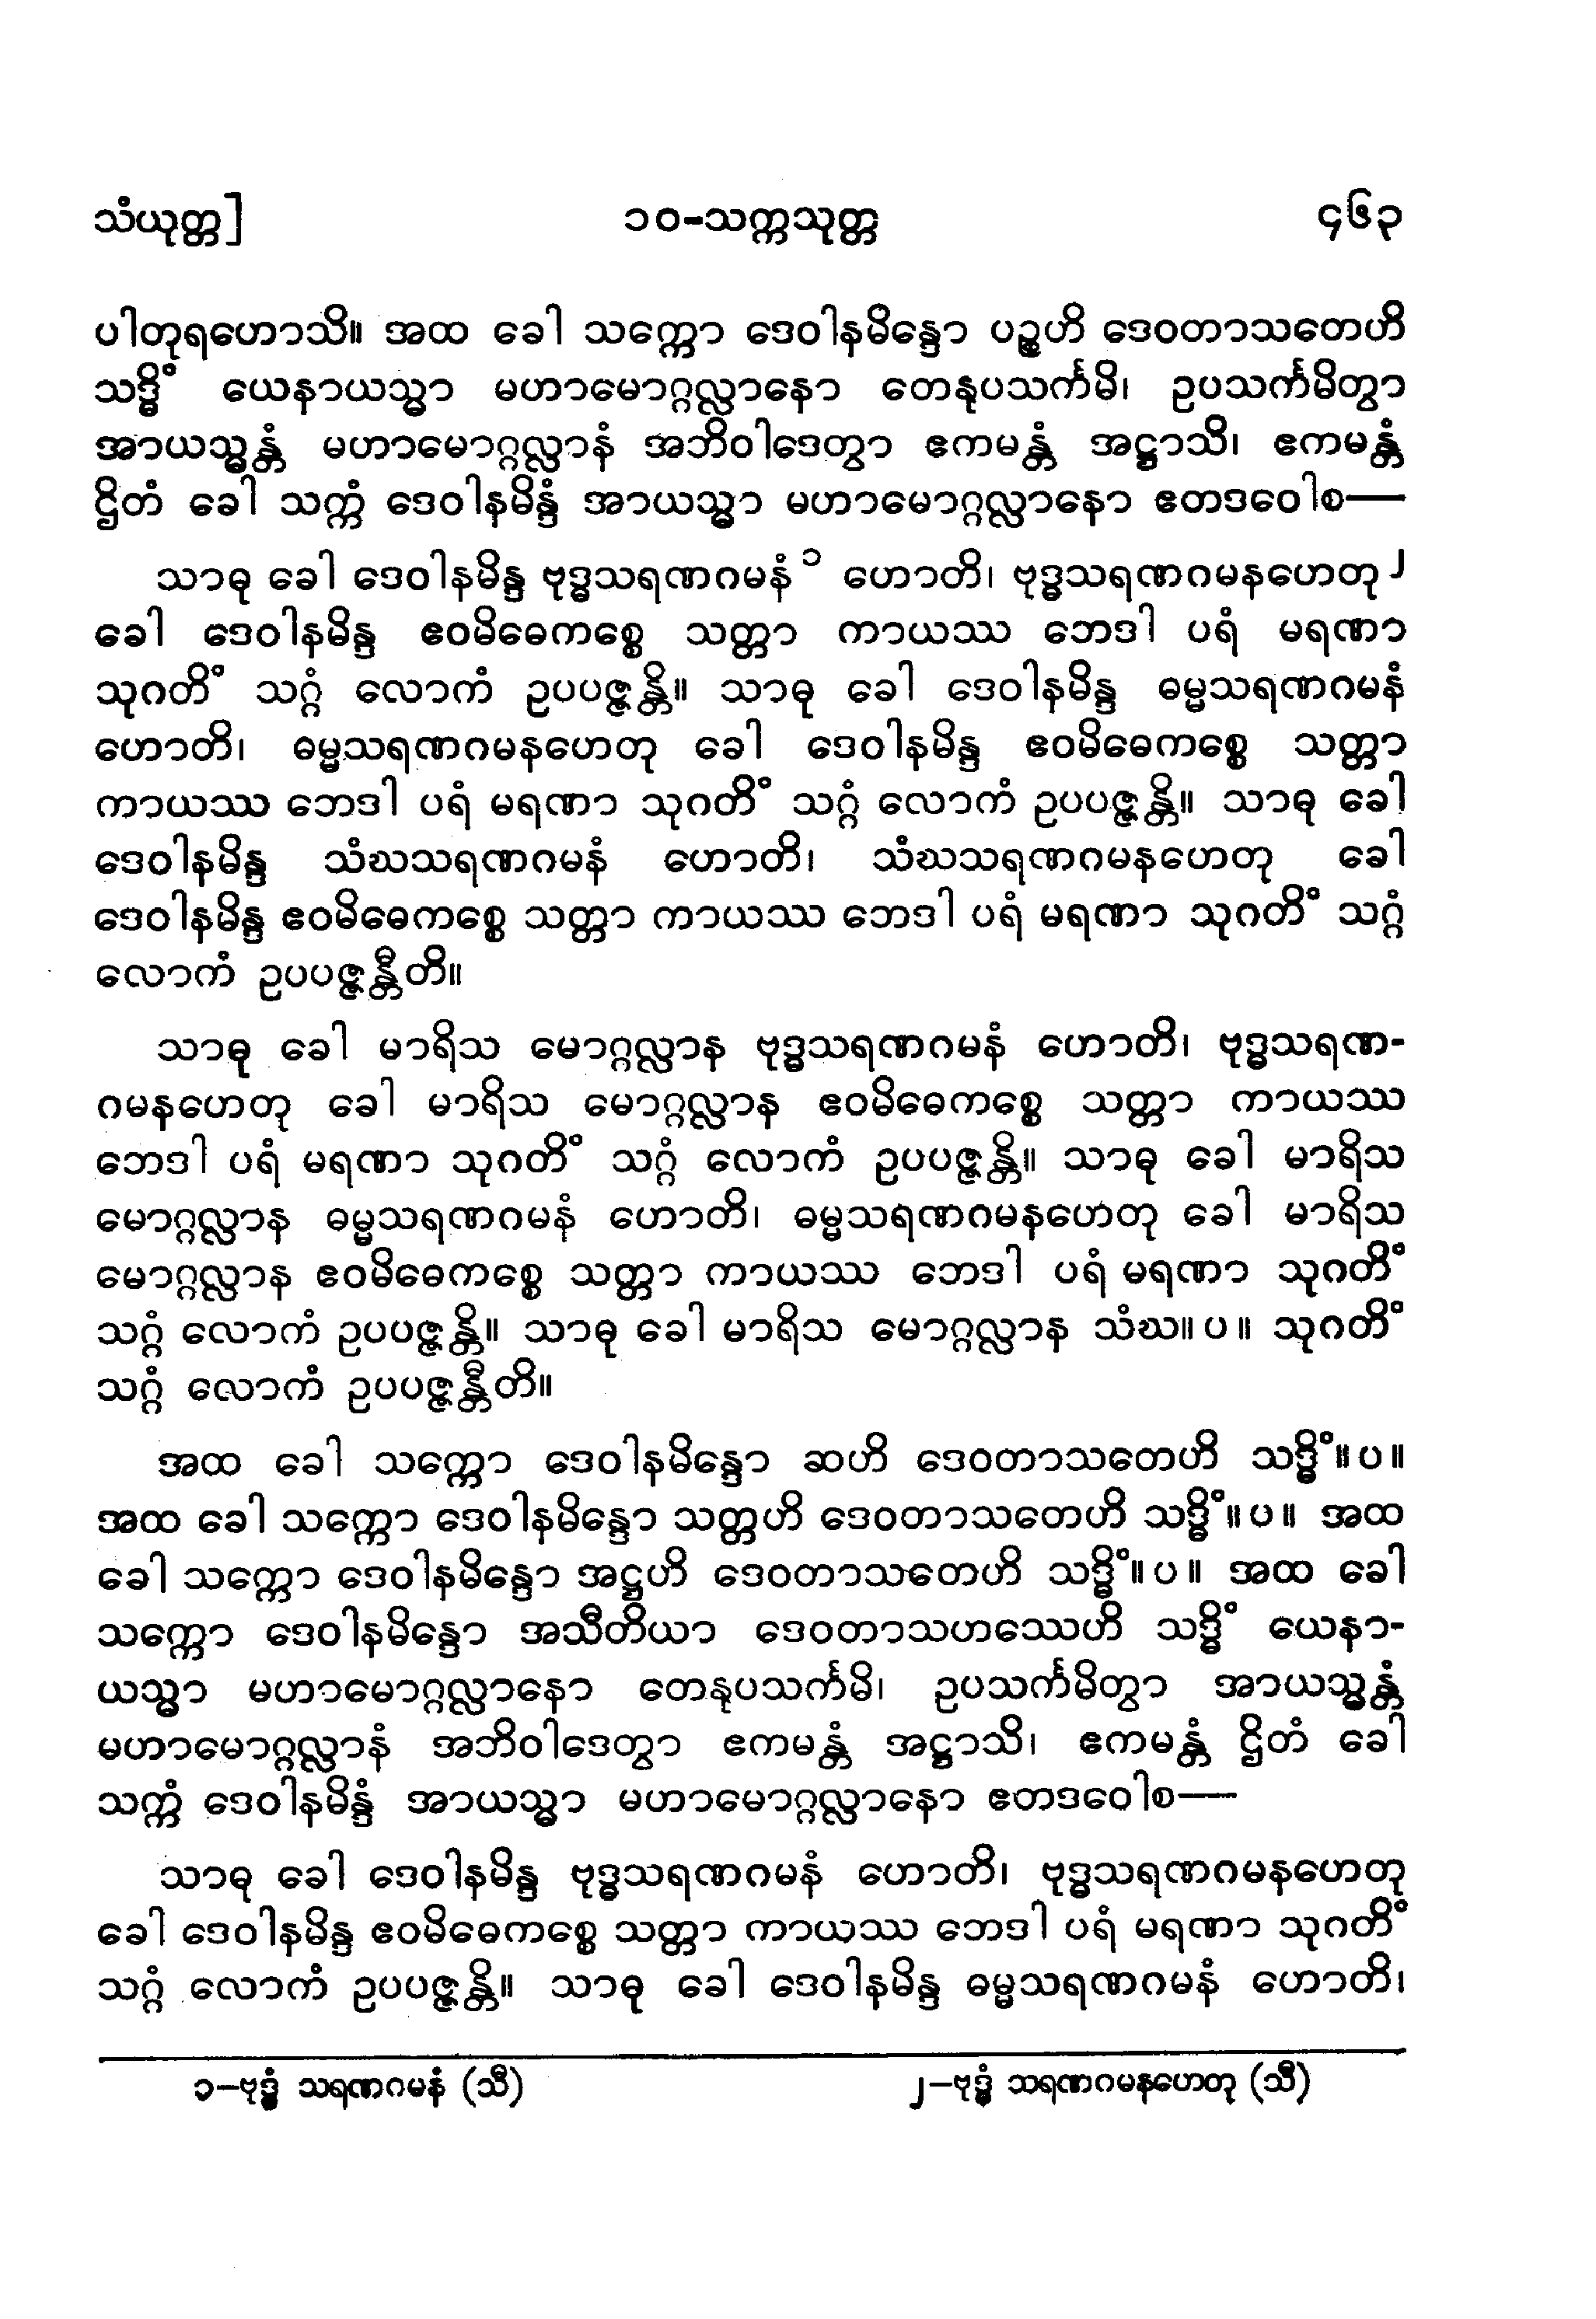 သံယုတ္တ]
၁၀-သက္ကသုတ္တ
၄၆၃
ပါတုရဟောသိ။ အထ ခေါ သက္ကော ဒေဝါနမိန္ဒော ပဉ္စဟိ ဒေဝတာသတေဟိ
သဒ္ဓိံ ယေနာယသ္မာ မဟာမောဂ္ဂလ္လာနော တေနုပသင်္ကမိ၊ ဥပသင်္ကမိတွာ
အာယသ္မန္တံ မဟာမောဂ္ဂလ္လာနံ အဘိဝါဒေတွာ ဧကမန္တံ အဋ္ဌာသိ၊ ဧကမန္တံ
ဌိတံ ခေါ သက္ကံ ဒေဝါနမိန္ဒံ အာယသ္မာ မဟာမောဂ္ဂလ္လာနော ဧတဒဝေါစ—
သာဓု ခေါ ဒေဝါနမိန္ဒ ဗုဒ္ဓသရဏဂမနံ ၁ ဟောတိ၊ ဗုဒ္ဓသရဏဂမနဟေတု ၂
ခေါ ဒေဝါနမိန္ဒ ဧဝမိဓေကစ္စေ သတ္တာ ကာယဿ ဘေဒါ ပရံ မရဏာ
သုဂတိံ သဂ္ဂံ လောကံ ဥပပဇ္ဇန္တိ။ သာဓု ခေါ ဒေဝါနမိန္ဒ ဓမ္မသရဏဂမနံ
ဟောတိ၊ ဓမ္မသရဏဂမနဟေတု ခေါ ဒေဝါနမိန္ဒ ဧဝမိဓေကစ္စေ သတ္တာ
ကာယဿ ဘေဒါ ပရံ မရဏာ သုဂတိံ သဂ္ဂံ လောကံ ဥပပဇ္ဇန္တိ။ သာဓု ခေါ
ဒေဝါနမိန္ဒ သံဃသရဏဂမနံ ဟောတိ၊ သံဃသရဏဂမနဟေတု ခေါ
ဒေဝါနမိန္ဒ ဧဝမိဓေကစ္စေ သတ္တာ ကာယဿ ဘေဒါ ပရံ မရဏာ သုဂတိံ သဂ္ဂံ
လောကံ ဥပပဇ္ဇန္တီတိ။
သာဓု ခေါ မာရိသ မောဂ္ဂလ္လာန ဗုဒ္ဓသရဏဂမနံ ဟောတိ၊ ဗုဒ္ဓသရဏ-
ဂမနဟေတု ခေါ မာရိသ မောဂ္ဂလ္လာန ဧဝမိဓေကစ္စေ သတ္တာ ကာယဿ
ဘေဒါ ပရံ မရဏာ သုဂတိံ သဂ္ဂံ လောကံ ဥပပဇ္ဇန္တိ။ သာဓု ခေါ မာရိသ
မောဂ္ဂလ္လာန ဓမ္မသရဏဂမနံ ဟောတိ၊ ဓမ္မသရဏဂမနဟေတု ခေါ မာရိသ
မောဂ္ဂလ္လာန ဧဝမိဓေကစ္စေ သတ္တာ ကာယဿ ဘေဒါ ပရံ မရဏာ သုဂတိံ
သဂ္ဂံ လောကံ ဥပပဇ္ဇန္တိ။ သာဓု ခေါ မာရိသ မောဂ္ဂလ္လာန သံဃ။ ပ ။ သုဂတိံ
သဂ္ဂံ လောကံ ဥပပဇ္ဇန္တီတိ။
အထ ခေါ သက္ကော ဒေဝါနမိန္ဒော ဆဟိ ဒေဝတာသတေဟိ သဒ္ဓိံ ။ ပ ။
အထ ခေါ သက္ကော ဒေဝါနမိန္ဒော သတ္တဟိ ဒေဝတာသတေဟိ သဒ္ဓိံ ။ ပ ။ အထ
ခေါ သက္ကော ဒေဝါနမိန္ဒော အဋ္ဌဟိ ဒေဝတာသတေဟိ သဒ္ဓိံ ။ ပ ။ အထ ခေါ
သက္ကော ဒေဝါနမိန္ဒော အသီတိယာ ဒေဝတာသဟဿေဟိ သဒ္ဓိံ ယေနာ-
ယသ္မာ မဟာမောဂ္ဂလ္လာနော တေနုပသင်္ကမိ၊ ဥပသင်္ကမိတွာ အာယသ္မန္တံ
မဟာမောဂ္ဂလ္လာနံ အဘိဝါဒေတွာ ဧကမန္တံ အဋ္ဌာသိ၊ ဧကမန္တံ ဌိတံ ခေါ
သက္ကံ ဒေဝါနမိန္ဒံ အာယသ္မာ မဟာမောဂ္ဂလ္လာနော ဧတဒဝေါစ—
သာဓု ခေါ ဒေဝါနမိန္ဒ ဗုဒ္ဓသရဏဂမနံ ဟောတိ၊ ဗုဒ္ဓသရဏဂမနဟေတု
ခေါ ဒေဝါနမိန္ဒ ဧဝမိဓေကစ္စေ သတ္တာ ကာယဿ ဘေဒါ ပရံ မရဏာ သုဂတိံ
သဂ္ဂံ လောကံ ဥပပဇ္ဇန္တိ။ သာဓု ခေါ ဒေဝါနမိန္ဒ ဓမ္မသရဏဂမနံ ဟောတိ၊
၁–ဗုဒ္ဓံ သရဏဂမနံ (သီ)
၂–ဗုဒ္ဓံ သရဏဂမနဟေတု (သီ)